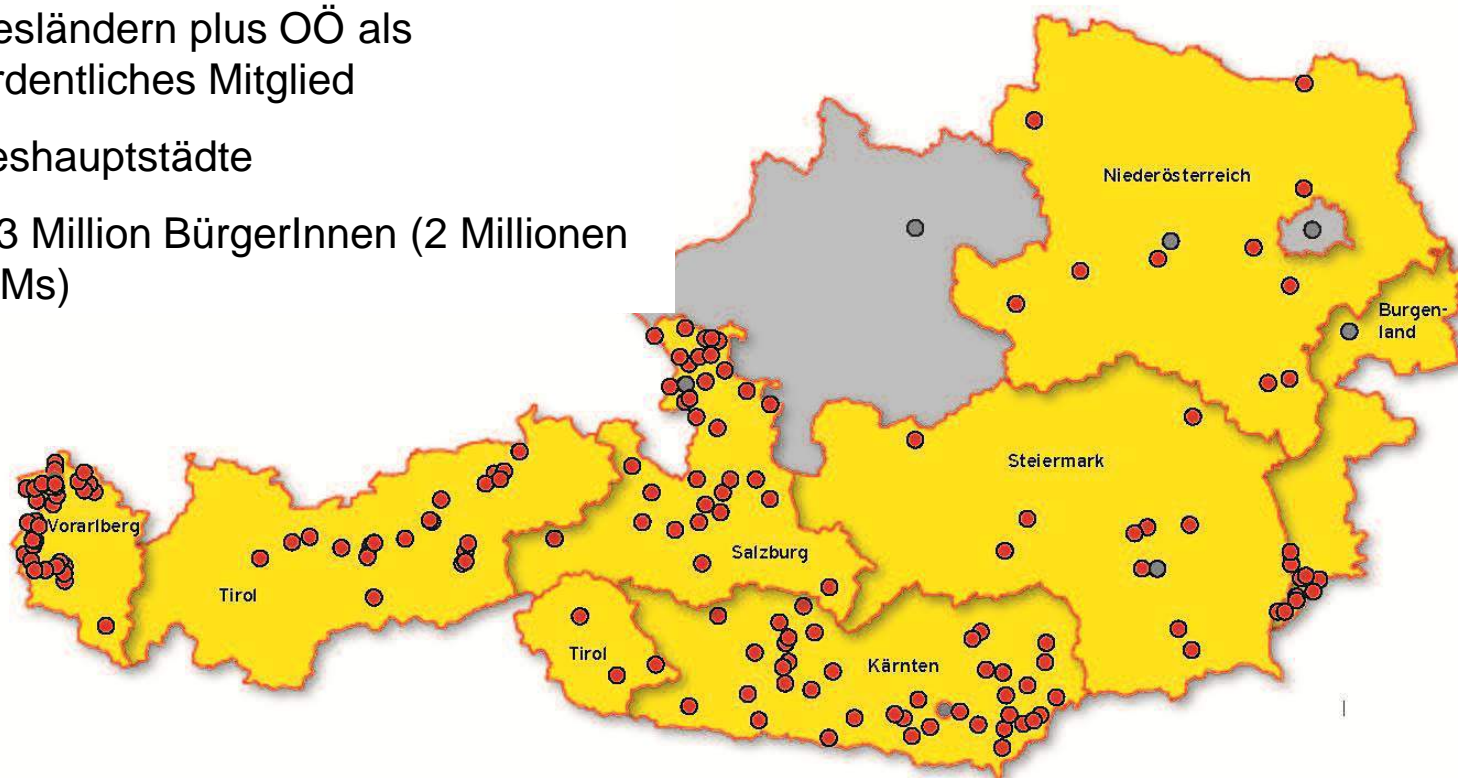 esländern plus OÖ als
rdentliches Mitglied
eshauptstädte
3 Million BürgerInnen (2 Millionen
Ms)
Niederösterreich
Burgen-
land
Steiermark
Vorarlberg
Salzburg
Tirol
Tirol
Kärnten